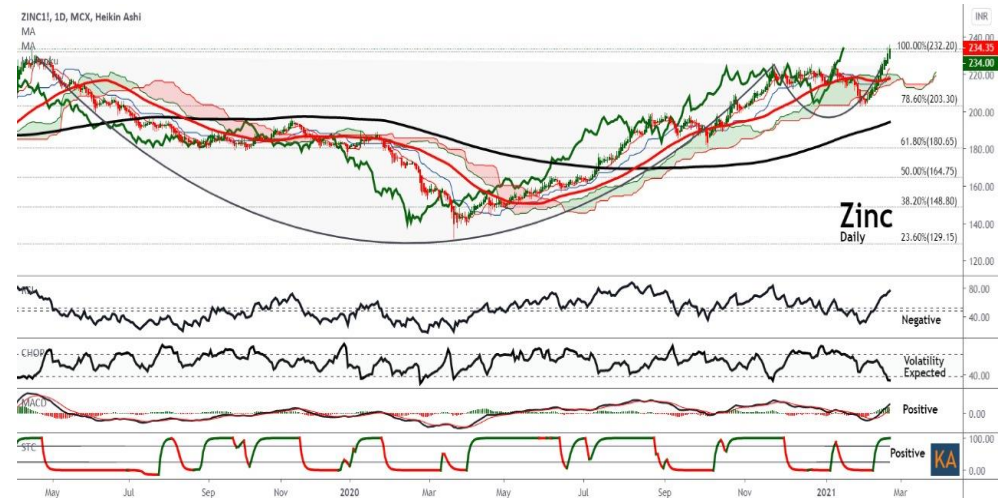 ZINC1!, 1D, MCX, Heikin Ashi
INR
MA
MA
240.00
100.00%(232.20)
234.35
234.00
220.00
78.60%(203.30)
200.00
61.80%(180.65)
180.00
50.00%(164.75)
160.00
38.20%(148.80)
Zinc
Daily
140.00
23.60%(129.15)
120.00
80.00
40.00
Negative
CHOP
Volatility
Expected
40.00
MACD
Positive
0.00
STC
100.00
Positive
KA
0.00
May Jul Sep Nov 2020 Mar May Jul Sep Nov 2021 Mar